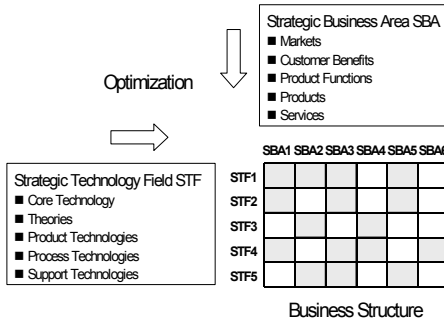 Strategic Business Area SBA
■ Markets
■ Customer Benefits
■ Product Functions
■ Products
■ Services
Optimization
Strategic Technology Field STF
■ Core Technology
■ Theories
■ Product Technologies
■ Process Technologies
■ Support Technologies
SBA1 SBA2 SBA3 SBA4 SBA5 SBA6
STF1
STF2
STF3
STF4
STF5
Business Structure